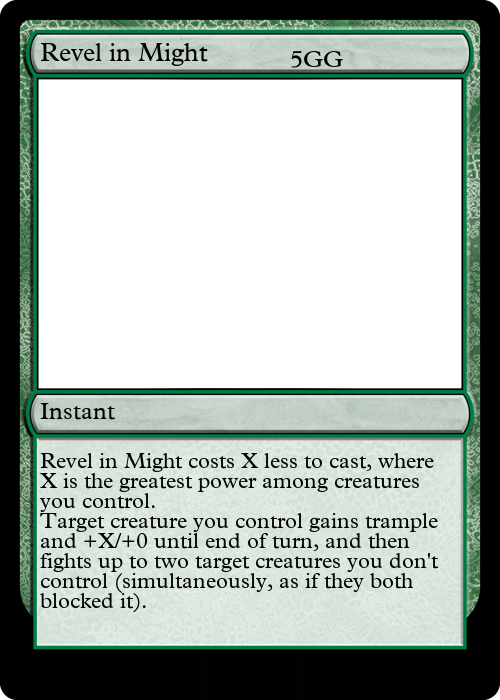 Revel in Might 5GG
Instant
Revel in Might costs X less to cast, where
X is the greatest power among creatures
you control.
Target creature you control gains trample
and +X/+0 until end of turn, and then
fights up to two target creatures you don't
control (simultaneously, as if they both
blocked it).